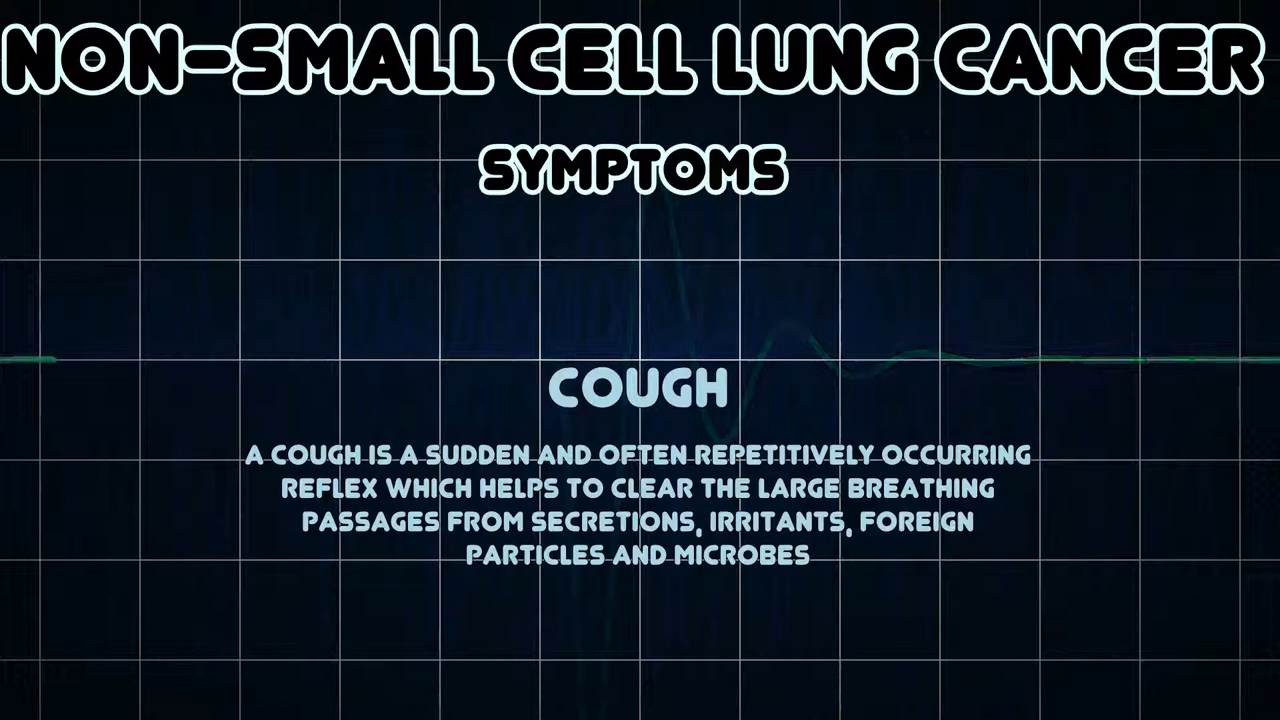 NON-SMALL CELL LUNG CANCER
SYMPTOMS
COUGH
A COUGH IS A SUDDEN AND OFTEN REPETITIVELY OCCURRING
REFLEX WHICH HELPS TO CLEAR THE LARGE BREATHING
PASSAGES FROM SECRETIONS, IRRITANTS, FOREIGN
PARTICLES AND MICROBES